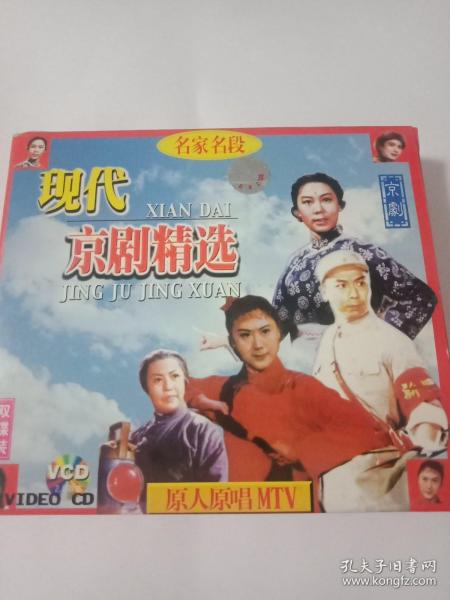 名家名段
现代
XIAN DAI
京剧精选
JING JU JING XUAN
京剧
双碟装
VCD
VIDEO CD
原人原唱MTV
孔夫子旧书网
www.kongfz.com